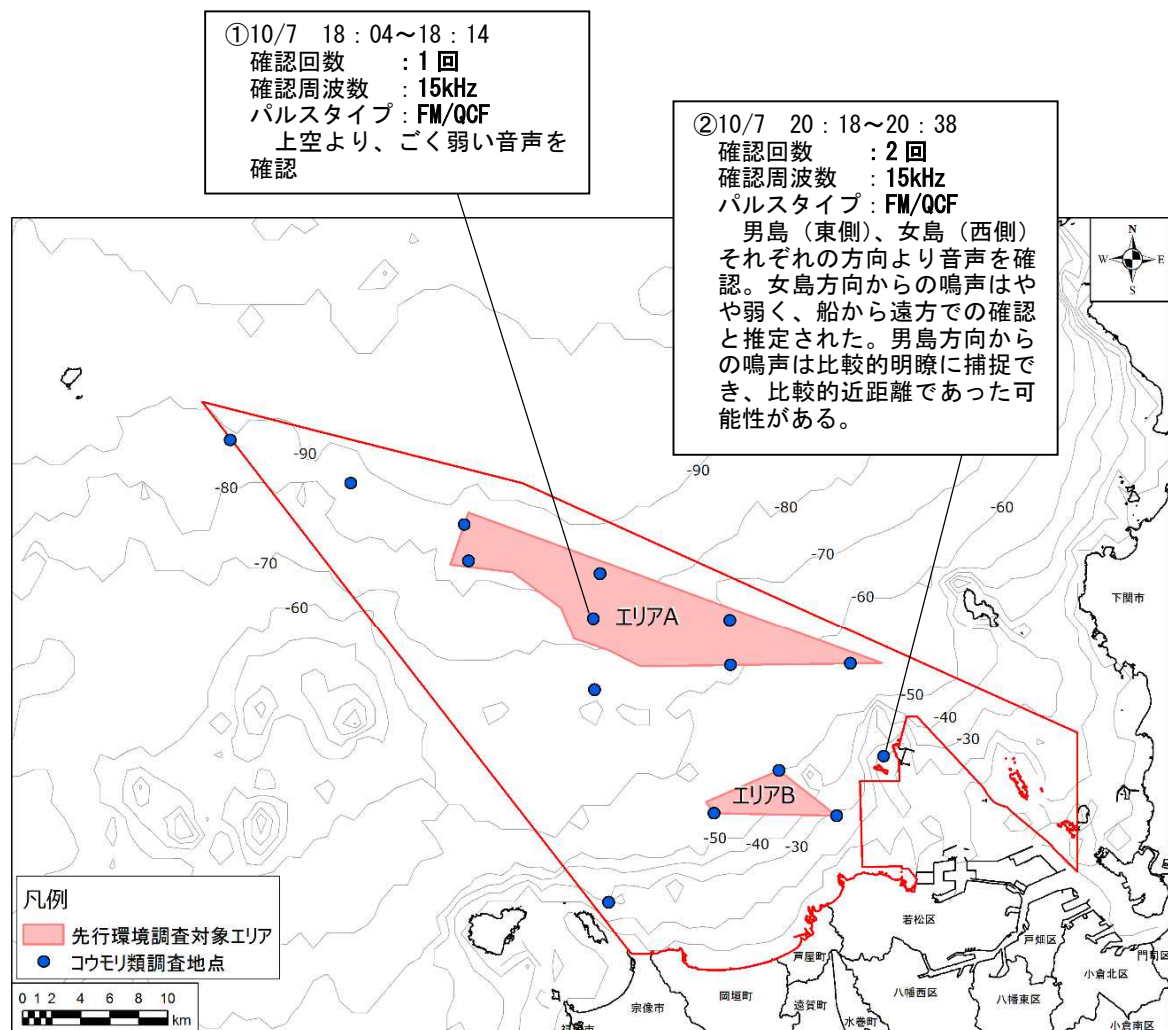 ①10/7 18：04～18：14
確認回数 ：1 回
確認周波数 ：15kHz
パルスタイプ：FM/QCF
上空より、ごく弱い音声を
確認
②10/7 20：18～20：38
確認回数 ：2 回
確認周波数 ：15kHz
パルスタイプ：FM/QCF
男島（東側）、女島（西側）
それぞれの方向より音声を確
認。女島方向からの鳴声はや
や弱く、船から遠方での確認
と推定された。男島方向から
の鳴声は比較的明瞭に捕捉で
き、比較的近距離であった可
能性がある。
N
W E
S
-90
-80
-70
-60
-90
-80
-70
-60
-60
-50
-40
-30
エリアA
エリアB
-50
-40
-30
下関市
若松区
戸畑区
門司区
小倉北区
小倉南区
八幡東区
八幡西区
芦屋町
水巻町
遠賀町
岡垣町
宗像市
凡例
先行環境調査対象エリア
コウモリ類調査地点
0 1 2 4 6 8 10
km